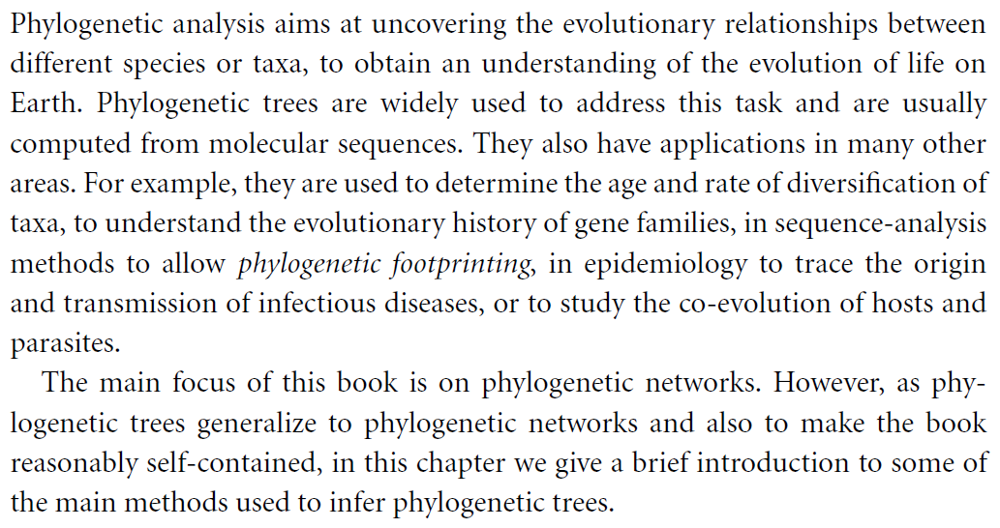 Phylogenetic analysis aims at uncovering the evolutionary relationships between
different species or taxa, to obtain an understanding of the evolution of life on
Earth. Phylogenetic trees are widely used to address this task and are usually
computed from molecular sequences. They also have applications in many other
areas. For example, they are used to determine the age and rate of diversification of
taxa, to understand the evolutionary history of gene families, in sequence-analysis
methods to allow phylogenetic footprinting, in epidemiology to trace the origin
and transmission of infectious diseases, or to study the co-evolution of hosts and
parasites.
The main focus of this book is on phylogenetic networks. However, as phy-
logenetic trees generalize to phylogenetic networks and also to make the book
reasonably self-contained, in this chapter we give a brief introduction to some of
the main methods used to infer phylogenetic trees.